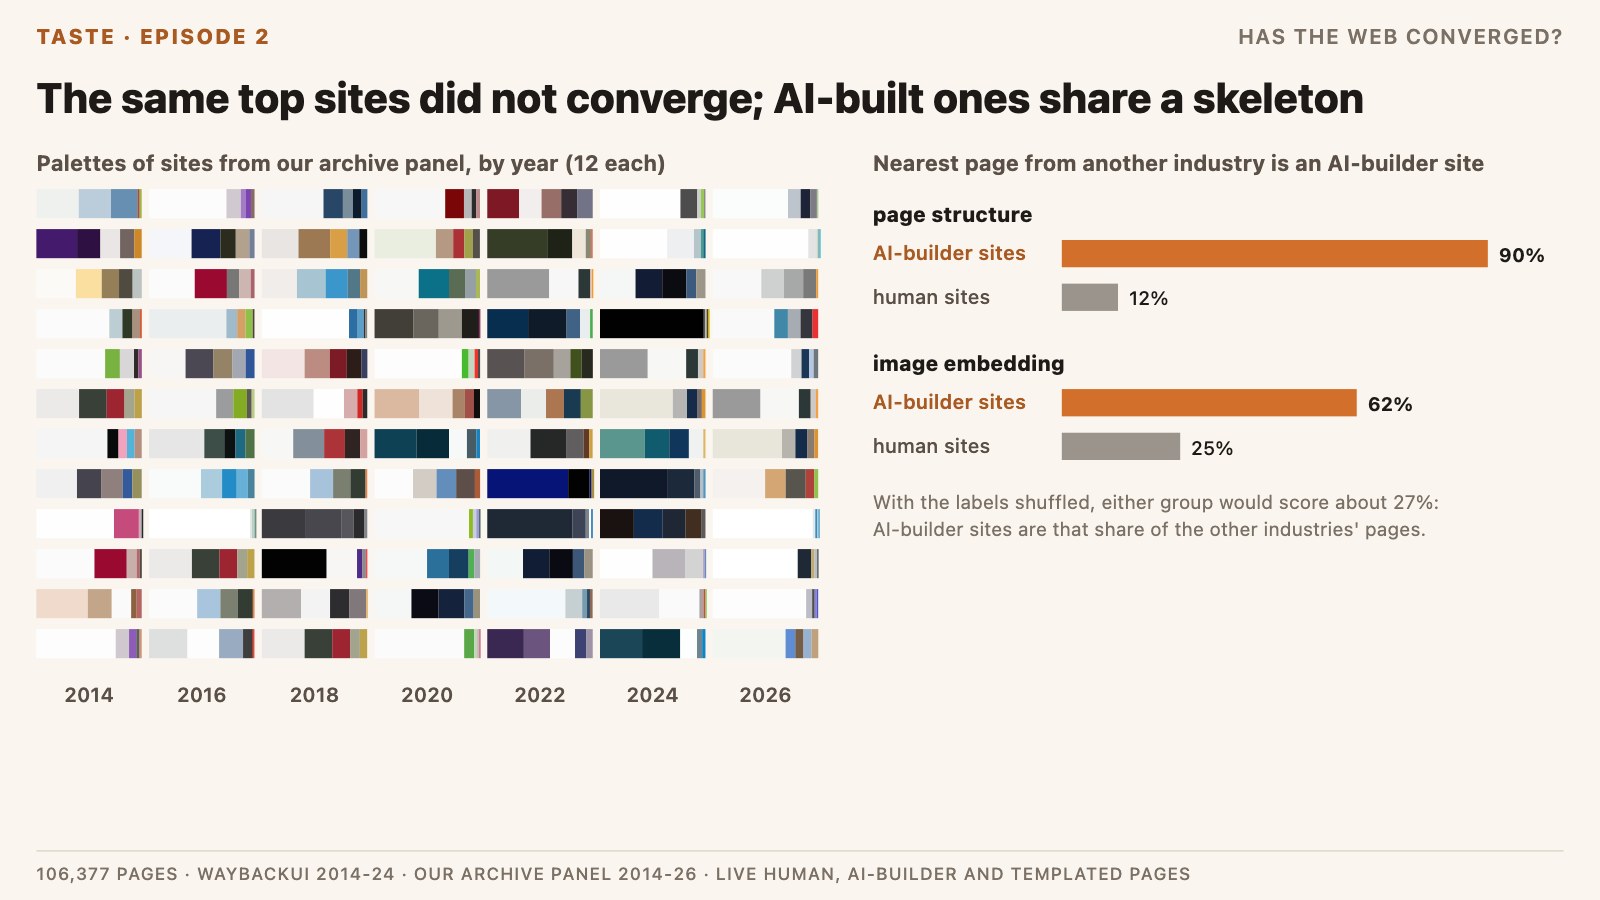 TASTE · EPISODE 2
HAS THE WEB CONVERGED?
The same top sites did not converge; AI-built ones share a skeleton
Palettes of sites from our archive panel, by year (12 each)
2014 2016 2018 2020 2022 2024 2026
Nearest page from another industry is an AI-builder site
page structure
AI-builder sites 90%
human sites 12%
image embedding
AI-builder sites 62%
human sites 25%
With the labels shuffled, either group would score about 27%:
AI-builder sites are that share of the other industries' pages.
106,377 PAGES · WAYBACKUI 2014-24 · OUR ARCHIVE PANEL 2014-26 · LIVE HUMAN, AI-BUILDER AND TEMPLATED PAGES